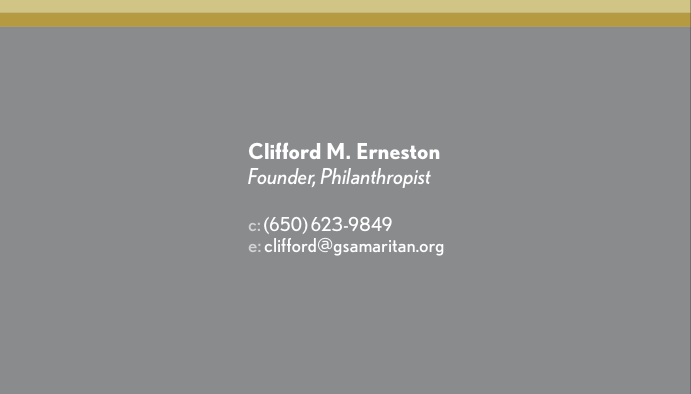 Clifford M. Erneston
Founder, Philanthropist
c: (650) 623-9849
e: clifford@gsamaritan.org